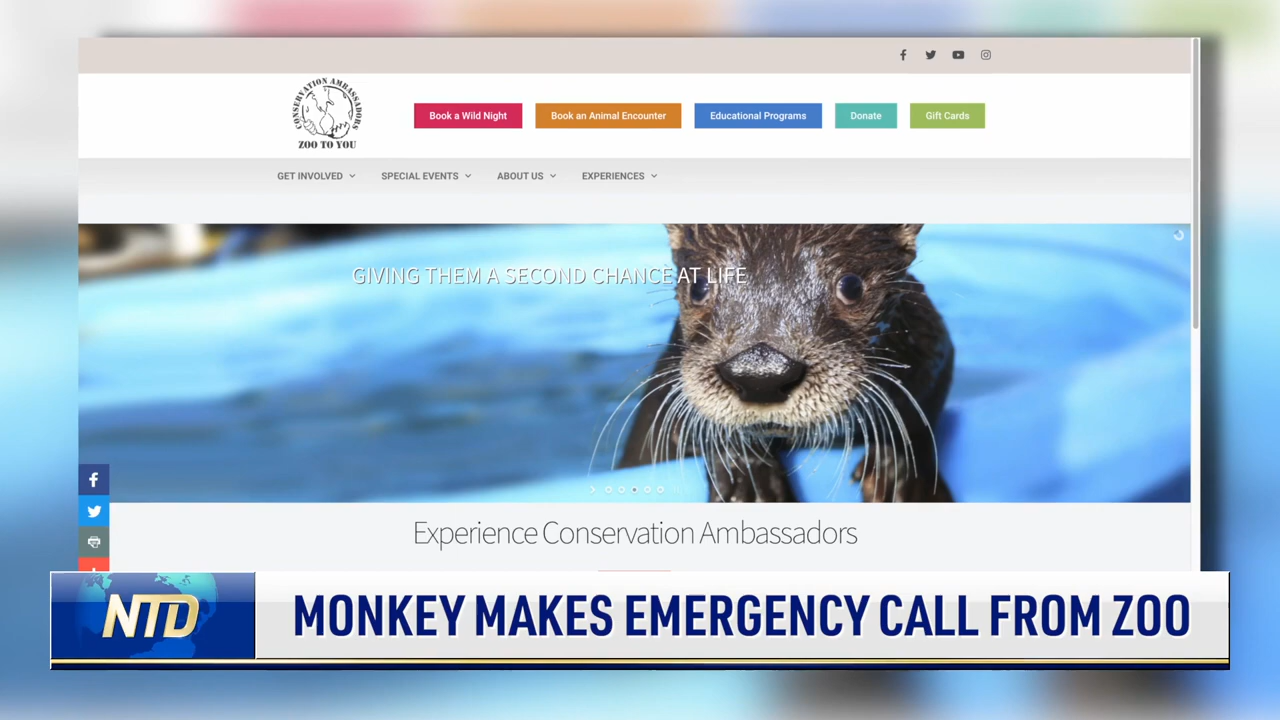 CONSERVATION AMBASSADORS
ZOO TO YOU
Book a Wild Night
Book an Animal Encounter
Educational Programs
Donate
Gift Cards
GET INVOLVED
SPECIAL EVENTS
ABOUT US
EXPERIENCES
GIVING THEM A SECOND CHANCE AT LIFE
Experience Conservation Ambassadors
NTD
MONKEY MAKES EMERGENCY CALL FROM ZOO